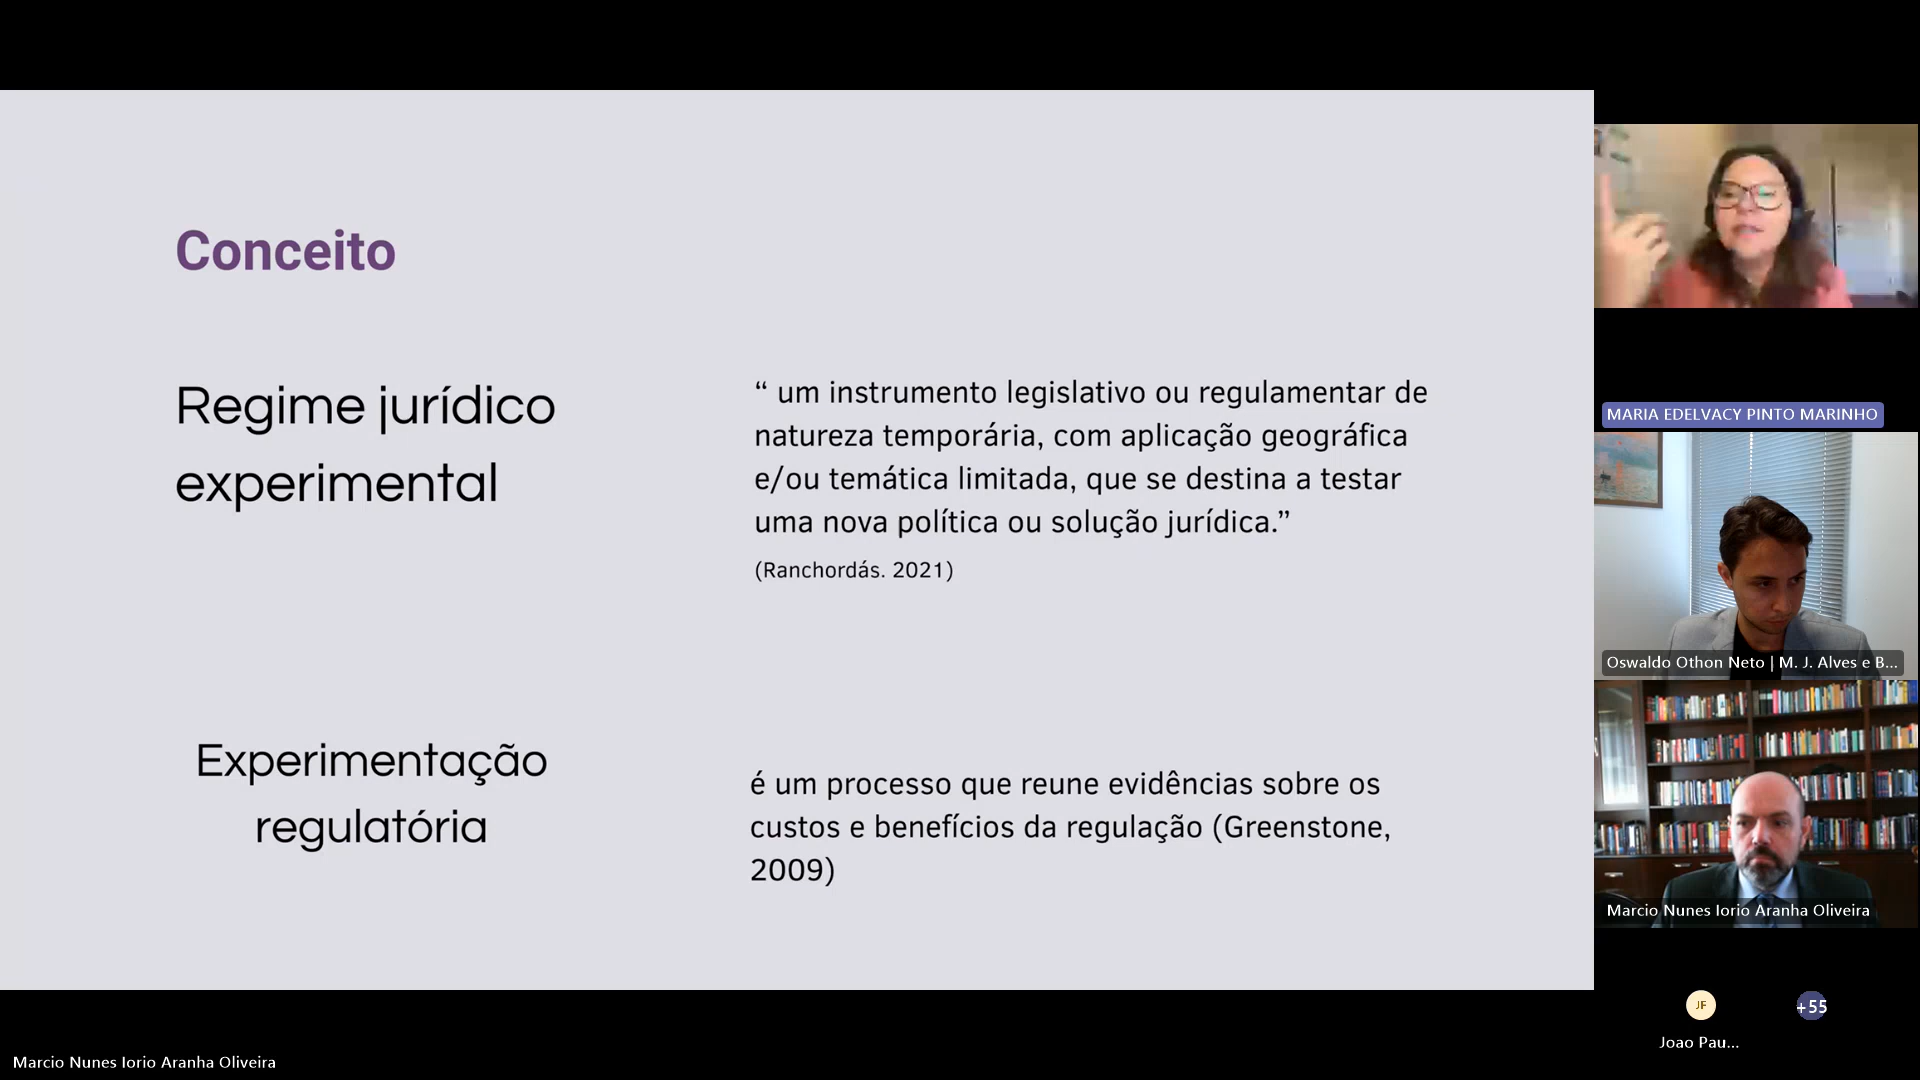 Conceito
Regime jurídico
experimental
“ um instrumento legislativo ou regulamentar de
natureza temporária, com aplicação geográfica
e/ou temática limitada, que se destina a testar
uma nova política ou solução jurídica.”
(Ranchordás. 2021)
Experimentação
regulatória
é um processo que reune evidências sobre os
custos e benefícios da regulação (Greenstone,
2009)
MARIA EDELVACY PINTO MARINHO
Oswaldo Othon Neto | M. J. Alves e B...
Marcio Nunes Iorio Aranha Oliveira
JF
+55
Joao Pau...
Marcio Nunes Iorio Aranha Oliveira